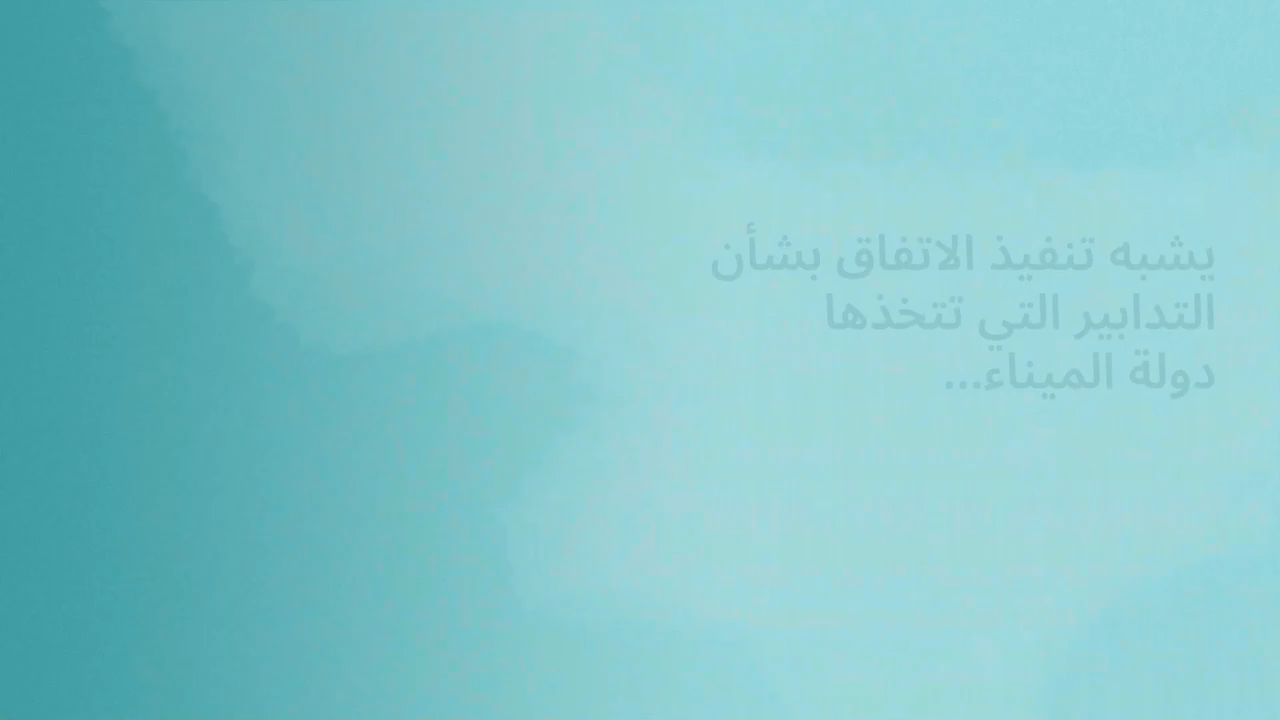 يشبه تنفيذ الاتفاق بشأن
التدابير التي تتخذها
دولة الميناء...